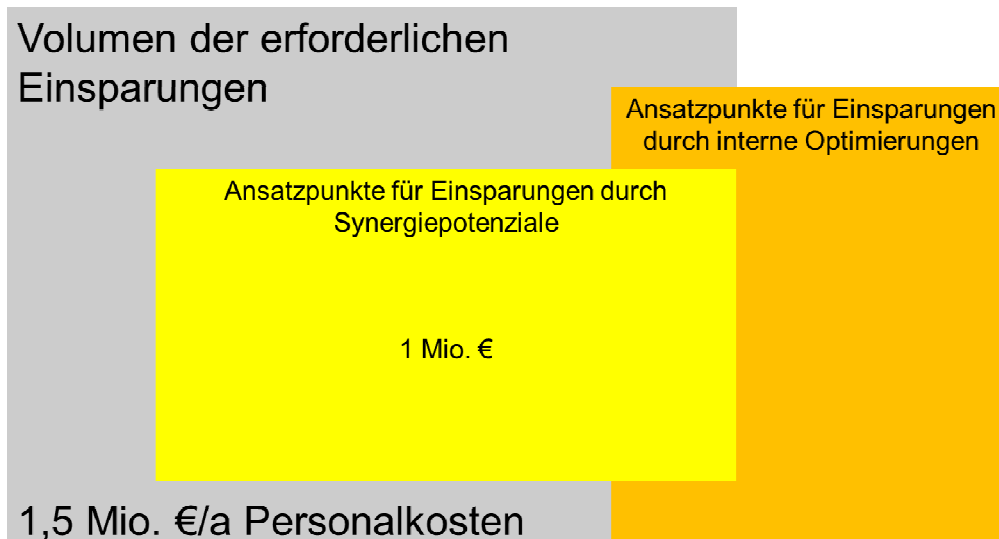 Volumen der erforderlichen
Einsparungen
Ansatzpunkte für Einsparungen
durch interne Optimierungen
Ansatzpunkte für Einsparungen durch
Synergiepotenziale
1 Mio. €
1,5 Mio. €/a Personalkosten